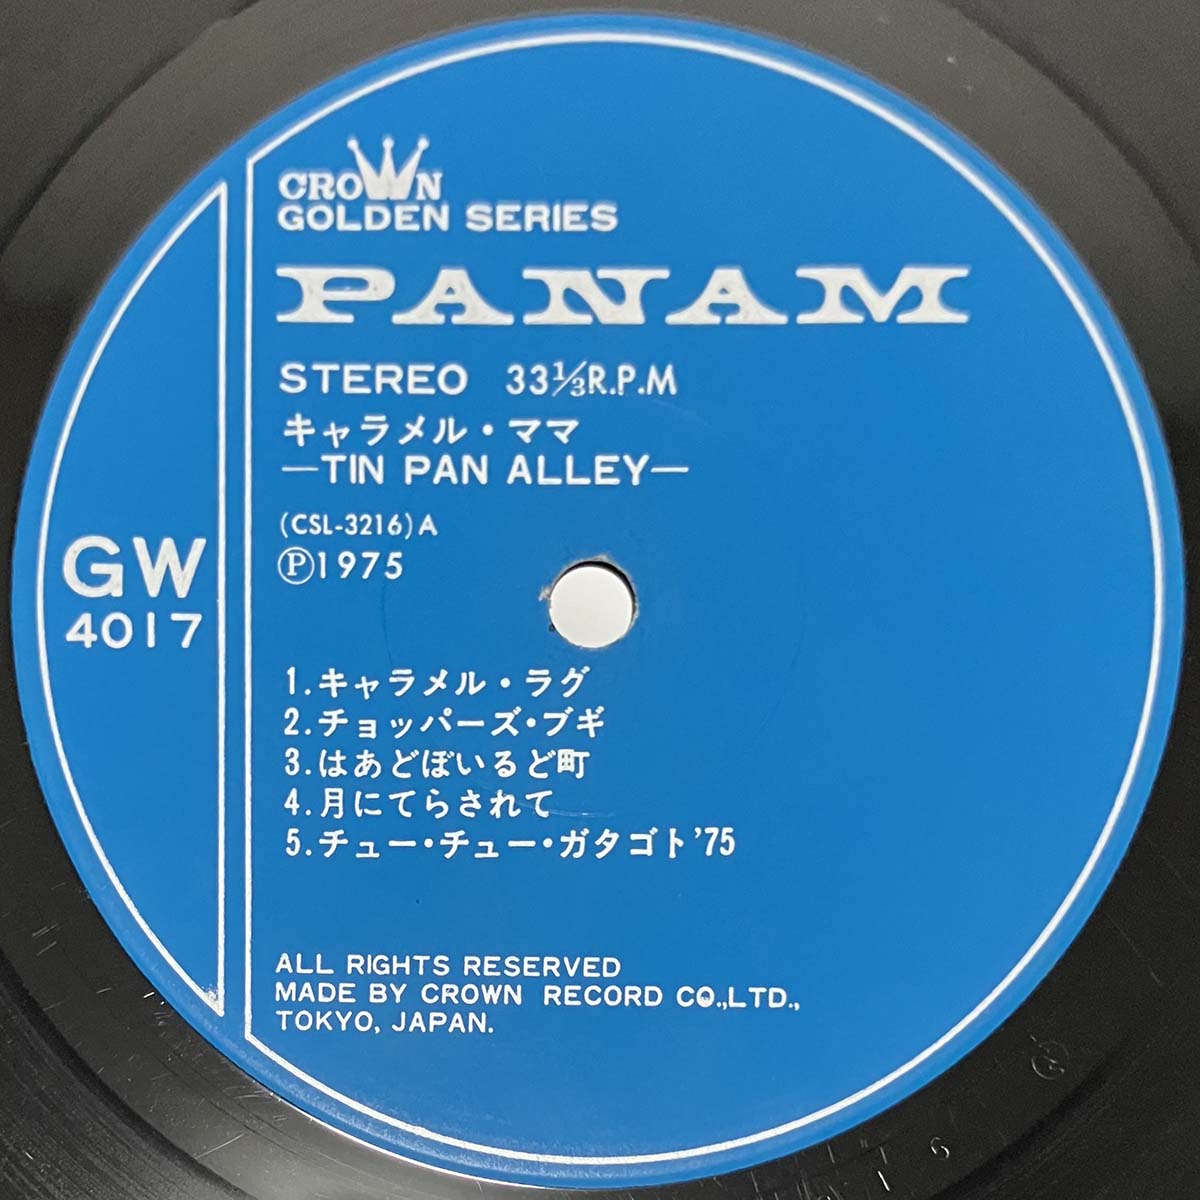 CROWN
GOLDEN SERIES
PANAM
STEREO 33⅓R.P.M
キャラメル・ママ
—TIN PAN ALLEY—
(CSL-3216)A
Ⓟ1975
GW
4017
1.キャラメル・ラグ
2.チョッパーズ・ブギ
3.はあどぼいるど町
4.月にてらされて
5.チュー・チュー・ガタゴト'75
ALL RIGHTS RESERVED
MADE BY CROWN RECORD CO.,LTD.,
TOKYO, JAPAN.